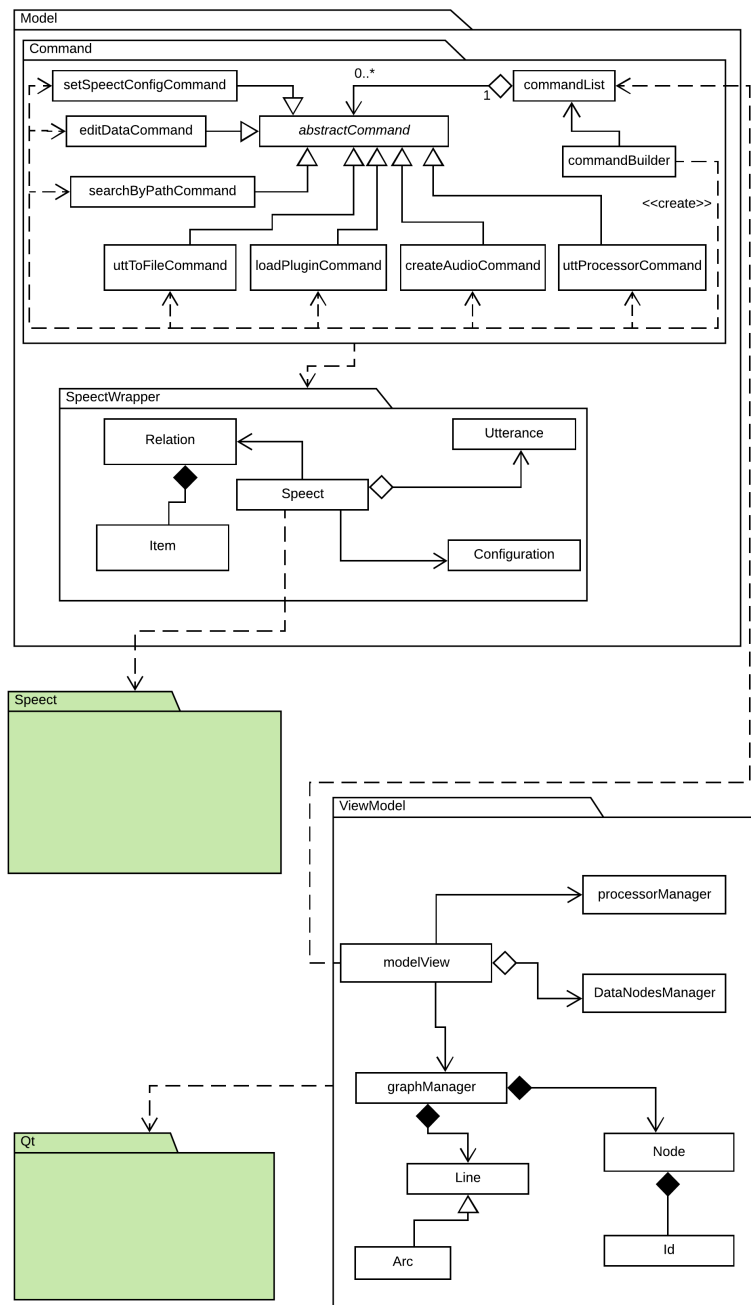 Model
Command
setSpeectConfigCommand
0..*
1
commandList
editDataCommand
abstractCommand
commandBuilder
searchByPathCommand
<<create>>
uttToFileCommand
loadPluginCommand
createAudioCommand
uttProcessorCommand
SpeectWrapper
Relation
Utterance
Speect
Item
Configuration
Speect
ViewModel
processorManager
modelView
DataNodesManager
graphManager
Qt
Node
Line
Id
Arc